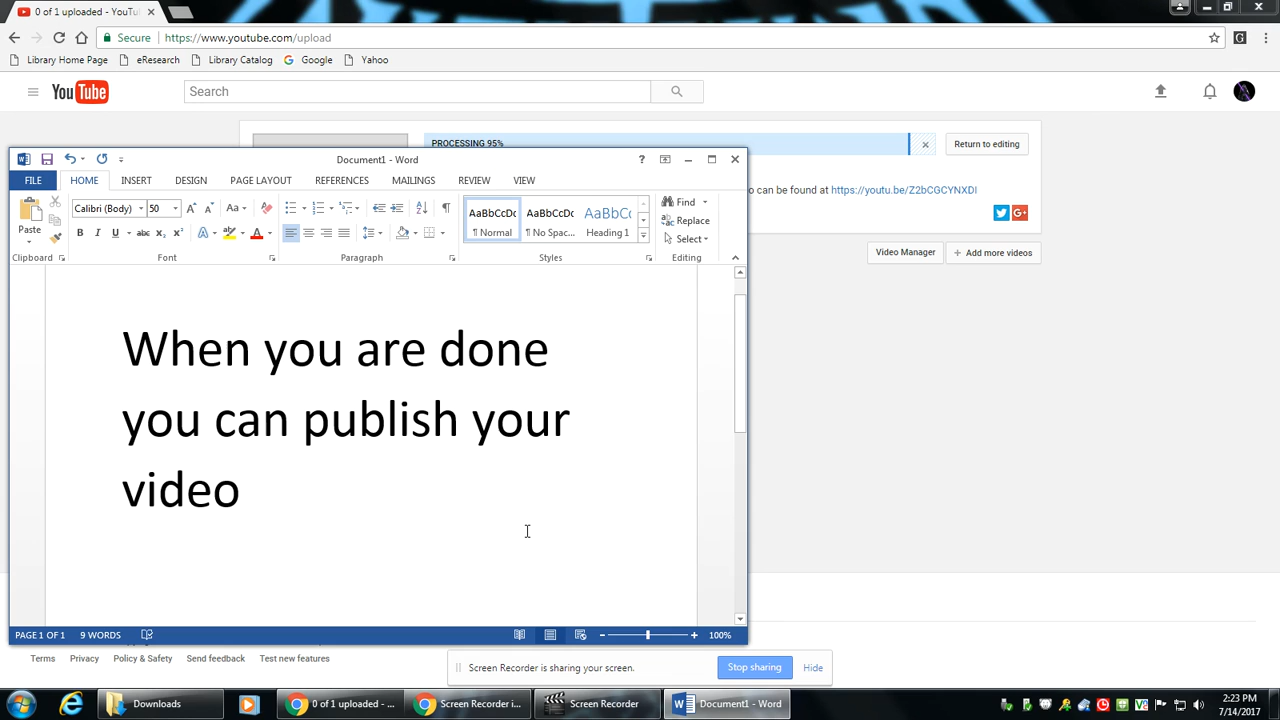 0 of 1 uploaded - YouTu
Secure
https://www.youtube.com/upload
Library Home Page
eResearch
Library Catalog
Google
Yahoo
YouTube
Search
PROCESSING 95%
Return to editing
o can be found at https://youtu.be/Z2bCGCYNXDI
Video Manager
+ Add more videos
Document1 - Word
FILE
HOME
INSERT
DESIGN
PAGE LAYOUT
REFERENCES
MAILINGS
REVIEW
VIEW
Paste
Calibri (Body)
50
Aa
B I U abc x₂ x²
AaBbCcDc
¶ Normal
AaBbCcDc
¶ No Spac...
AaBbC(
Heading 1
Find
Replace
Select
Clipboard
Font
Paragraph
Styles
Editing
When you are done
you can publish your
video
PAGE 1 OF 1
9 WORDS
100%
Terms
Privacy
Policy & Safety
Send feedback
Test new features
Screen Recorder is sharing your screen.
Stop sharing
Hide
Downloads
0 of 1 uploaded - ...
Screen Recorder i...
Screen Recorder
Document1 - Word
2:23 PM
7/14/2017